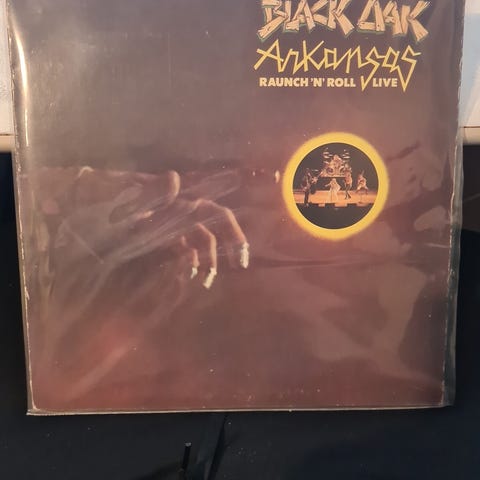 BLACK OAK
Arkansas
RAUNCH 'N' ROLL LIVE